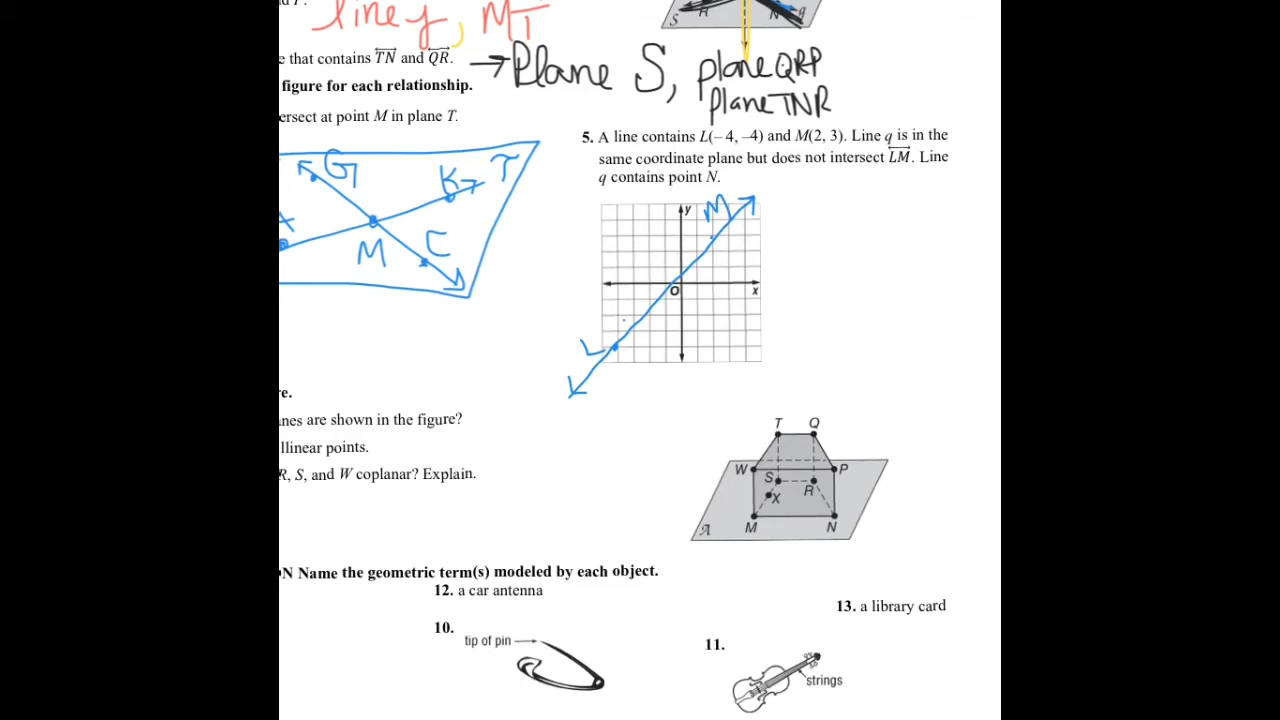 line y, MT
S R N q
e that contains TN and QR.
→ Plane S, plane QRP
plane TNR
figure for each relationship.
ersect at point M in plane T.
G K T
M C
5. A line contains L(– 4, –4) and M(2, 3). Line q is in the
same coordinate plane but does not intersect LM. Line
q contains point N.
M y
O x
L
re.
nes are shown in the figure?
llinear points.
R, S, and W coplanar? Explain.
T Q
W P
S R
X
A M N
N Name the geometric term(s) modeled by each object.
12. a car antenna
13. a library card
10.
tip of pin
11.
strings